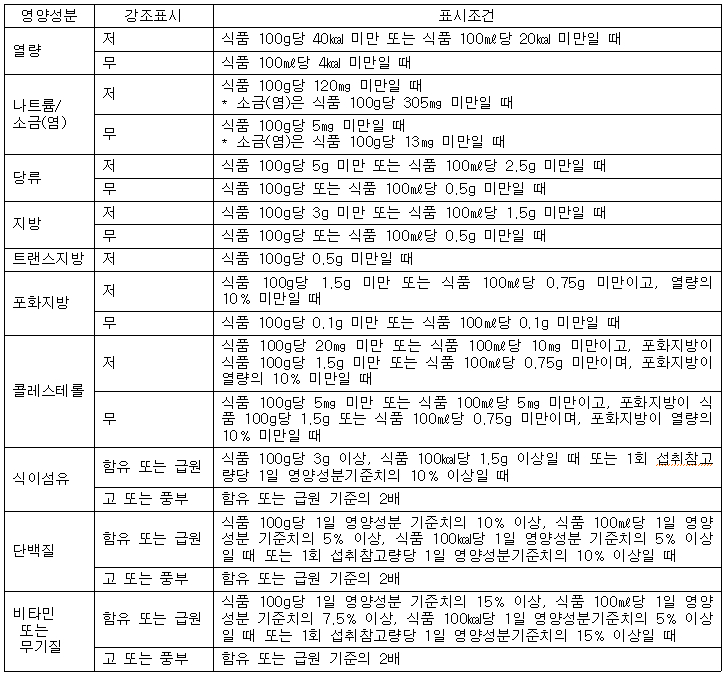 영양성분 강조표시 표시조건
열량 저 식품 100g당 40㎉ 미만 또는 식품 100㎖당 20㎉ 미만일 때
무 식품 100㎖당 4㎉ 미만일 때
나트륨/
소금(염)
저 식품 100g당 120㎎ 미만일 때
* 소금(염)은 식품 100g당 305㎎ 미만일 때
무 식품 100g당 5㎎ 미만일 때
* 소금(염)은 식품 100g당 13㎎ 미만일 때
당류 저 식품 100g당 5g 미만 또는 식품 100㎖당 2.5g 미만일 때
무 식품 100g당 또는 식품 100㎖당 0.5g 미만일 때
지방 저 식품 100g당 3g 미만 또는 식품 100㎖당 1.5g 미만일 때
무 식품 100g당 또는 식품 100㎖당 0.5g 미만일 때
트랜스지방 저 식품 100g당 0.5g 미만일 때
포화지방 저 식품 100g당 1.5g 미만 또는 식품 100㎖당 0.75g 미만이고, 열량의
10% 미만일 때
무 식품 100g당 0.1g 미만 또는 식품 100㎖당 0.1g 미만일 때
콜레스테롤 저 식품 100g당 20㎎ 미만 또는 식품 100㎖당 10㎎ 미만이고, 포화지방이
식품 100g당 1.5g 미만 또는 식품 100㎖당 0.75g 미만이며, 포화지방이
열량의 10% 미만일 때
무 식품 100g당 5㎎ 미만 또는 식품 100㎖당 5㎎ 미만이고, 포화지방이 식
품 100g당 1.5g 또는 식품 100㎖당 0.75g 미만이며, 포화지방이 열량의
10% 미만일 때
식이섬유 함유 또는 급원 식품 100g당 3g 이상, 식품 100㎉당 1.5g 이상일 때 또는 1회 섭취참고
량당 1일 영양성분기준치의 10% 이상일 때
고 또는 풍부 함유 또는 급원 기준의 2배
단백질 함유 또는 급원 식품 100g당 1일 영양성분 기준치의 10% 이상, 식품 100㎖당 1일 영양
성분 기준치의 5% 이상, 식품 100㎉당 1일 영양성분 기준치의 5% 이상
일 때 또는 1회 섭취참고량당 1일 영양성분기준치의 10% 이상일 때
고 또는 풍부 함유 또는 급원 기준의 2배
비타민
또는
무기질
함유 또는 급원 식품 100g당 1일 영양성분 기준치의 15% 이상, 식품 100㎖당 1일 영양
성분 기준치의 7.5% 이상, 식품 100㎉당 1일 영양성분 기준치의 5% 이상
일 때 또는 1회 섭취참고량당 1일 영양성분기준치의 15% 이상일 때
고 또는 풍부 함유 또는 급원 기준의 2배